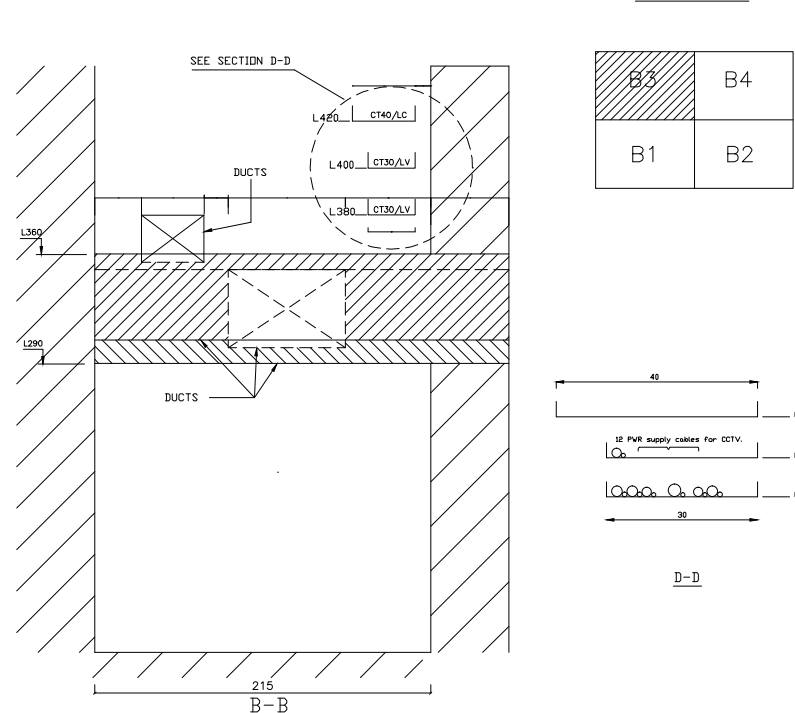 SEE SECTION D-D
B3
B4
L420
CT40/LC
L400
CT30/LV
B1
B2
DUCTS
L380
CT30/LV
L360
L290
DUCTS
40
12 PWR supply cables for CCTV.
30
D-D
215
B-B